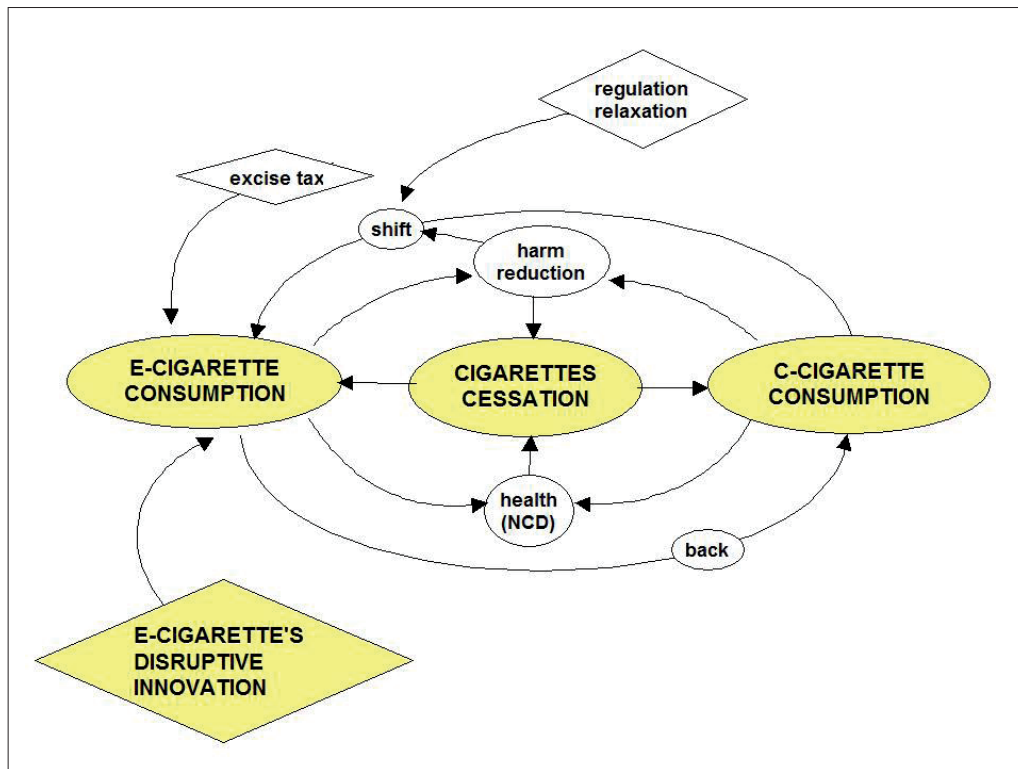 regulation
relaxation
excise tax
shift
harm
reduction
E-CIGARETTE
CONSUMPTION
CIGARETTES
CESSATION
C-CIGARETTE
CONSUMPTION
health
(NCD)
back
E-CIGARETTE'S
DISRUPTIVE
INNOVATION